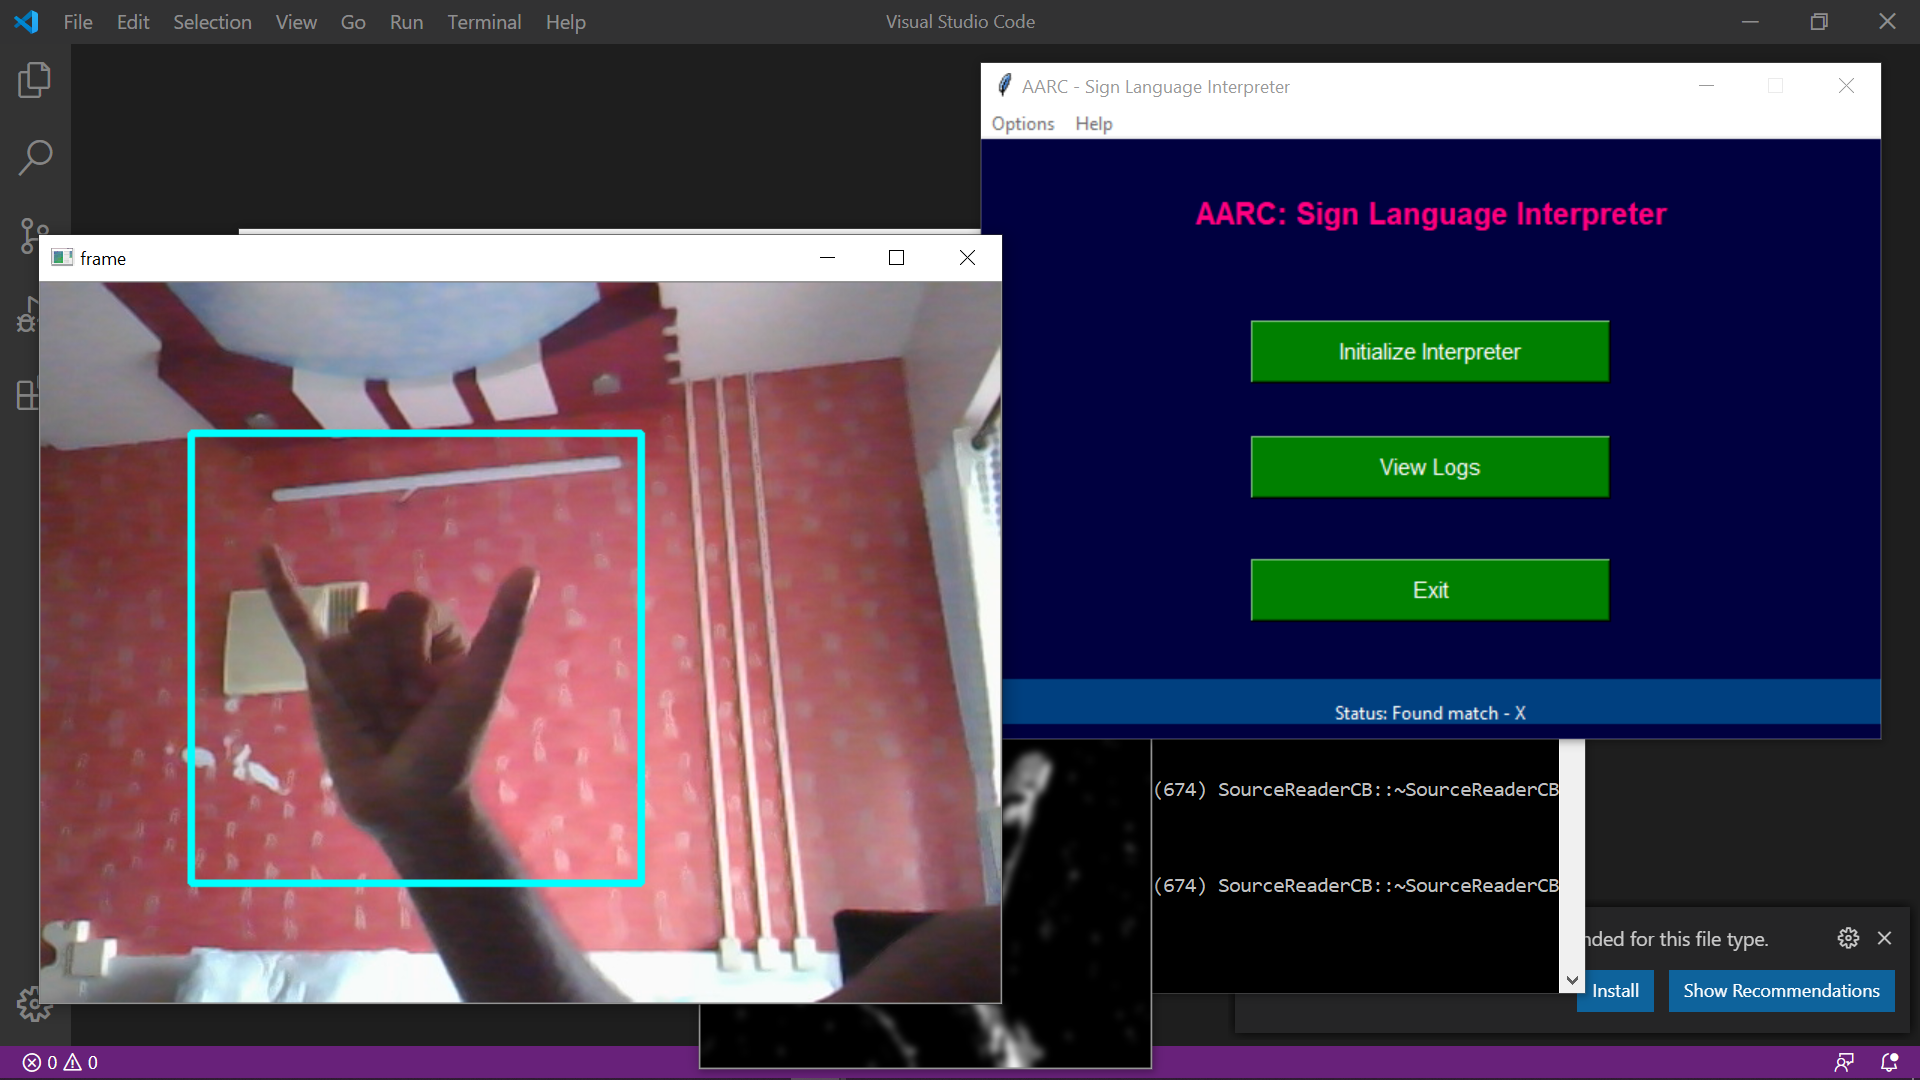 File Edit Selection View Go Run Terminal Help
Visual Studio Code
AARC - Sign Language Interpreter
Options Help
AARC: Sign Language Interpreter
Initialize Interpreter
View Logs
Exit
Status: Found match - X
frame
(674) SourceReaderCB::~SourceReaderCB
(674) SourceReaderCB::~SourceReaderCB
nded for this file type.
Install
Show Recommendations
0 0